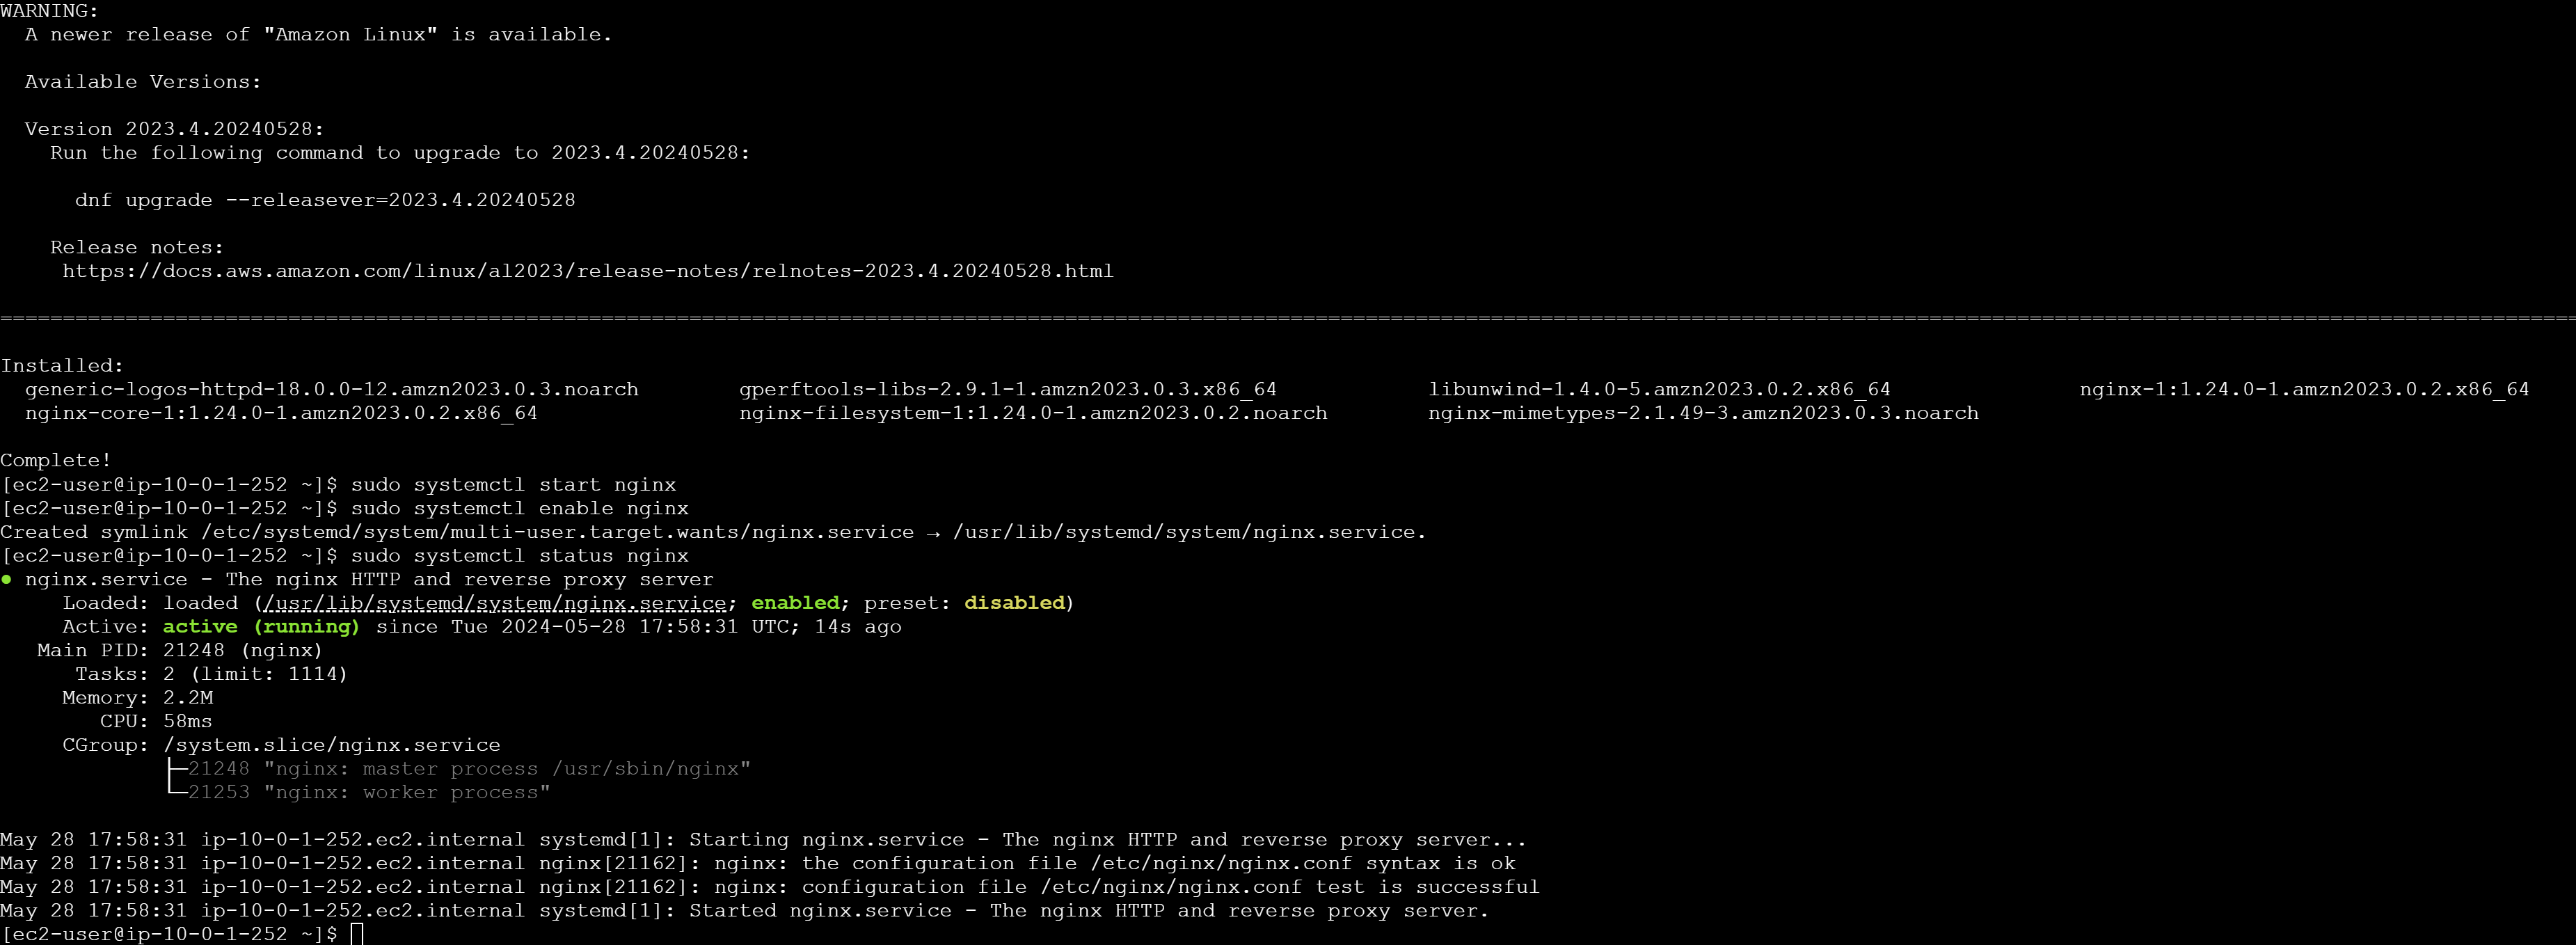 WARNING:
  A newer release of "Amazon Linux" is available.

  Available Versions:

  Version 2023.4.20240528:
    Run the following command to upgrade to 2023.4.20240528:

      dnf upgrade --releasever=2023.4.20240528

    Release notes:
     https://docs.aws.amazon.com/linux/al2023/release-notes/relnotes-2023.4.20240528.html

==============================================================================================================================================================================================================

Installed:
  generic-logos-httpd-18.0.0-12.amzn2023.0.3.noarch        gperftools-libs-2.9.1-1.amzn2023.0.3.x86_64            libunwind-1.4.0-5.amzn2023.0.2.x86_64               nginx-1:1.24.0-1.amzn2023.0.2.x86_64
  nginx-core-1:1.24.0-1.amzn2023.0.2.x86_64                nginx-filesystem-1:1.24.0-1.amzn2023.0.2.noarch        nginx-mimetypes-2.1.49-3.amzn2023.0.3.noarch

Complete!
[ec2-user@ip-10-0-1-252 ~]$ sudo systemctl start nginx
[ec2-user@ip-10-0-1-252 ~]$ sudo systemctl enable nginx
Created symlink /etc/systemd/system/multi-user.target.wants/nginx.service → /usr/lib/systemd/system/nginx.service.
[ec2-user@ip-10-0-1-252 ~]$ sudo systemctl status nginx
● nginx.service - The nginx HTTP and reverse proxy server
     Loaded: loaded (/usr/lib/systemd/system/nginx.service; enabled; preset: disabled)
     Active: active (running) since Tue 2024-05-28 17:58:31 UTC; 14s ago
   Main PID: 21248 (nginx)
      Tasks: 2 (limit: 1114)
     Memory: 2.2M
        CPU: 58ms
     CGroup: /system.slice/nginx.service
             ├─21248 "nginx: master process /usr/sbin/nginx"
             └─21253 "nginx: worker process"

May 28 17:58:31 ip-10-0-1-252.ec2.internal systemd[1]: Starting nginx.service - The nginx HTTP and reverse proxy server...
May 28 17:58:31 ip-10-0-1-252.ec2.internal nginx[21162]: nginx: the configuration file /etc/nginx/nginx.conf syntax is ok
May 28 17:58:31 ip-10-0-1-252.ec2.internal nginx[21162]: nginx: configuration file /etc/nginx/nginx.conf test is successful
May 28 17:58:31 ip-10-0-1-252.ec2.internal systemd[1]: Started nginx.service - The nginx HTTP and reverse proxy server.
[ec2-user@ip-10-0-1-252 ~]$